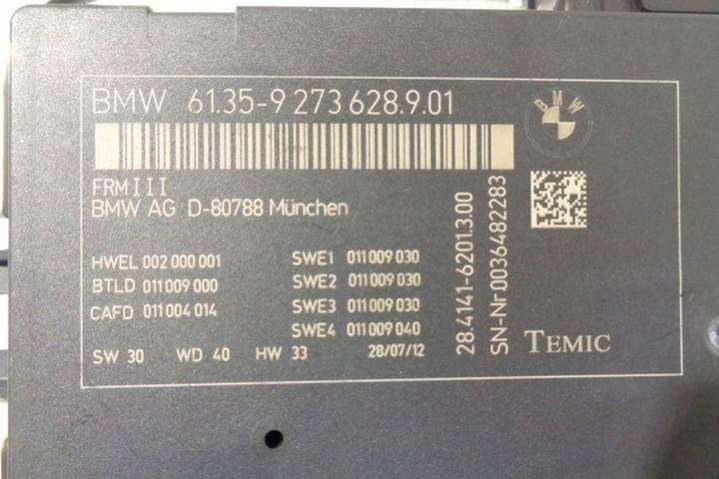 BMW 61.35-9 273 628.9.01
BMW
FRM III
BMW AG D-80788 München
HWEL 002 000 001
BTLD 011 009 000
CAFD 011 004 014
SWE1 011 009 030
SWE2 011 009 030
SWE3 011 009 030
SWE4 011 009 040
SW 30 WD 40 HW 33 28/07/12
28.4141-6201.3.00
SN-Nr0036482283
TEMIC